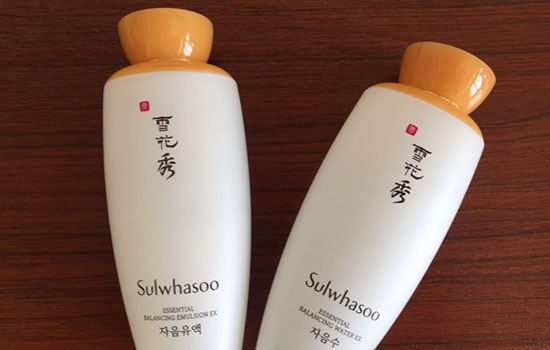 雪花秀
Sulwhasoo
ESSENTIAL
BALANCING EMULSION EX
자음유액
雪花秀
Sulwhasoo
ESSENTIAL
BALANCING WATER EX
자음수